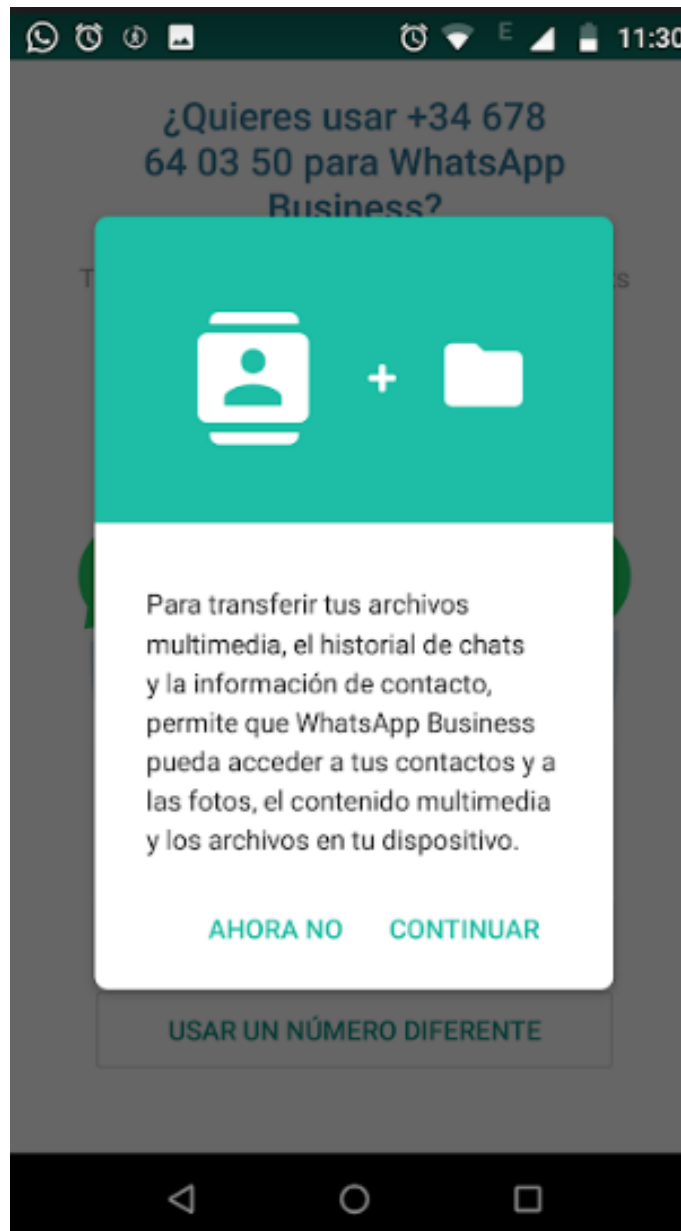 E 11:30
¿Quieres usar +34 678
64 03 50 para WhatsApp
Business?
Para transferir tus archivos
multimedia, el historial de chats
y la información de contacto,
permite que WhatsApp Business
pueda acceder a tus contactos y a
las fotos, el contenido multimedia
y los archivos en tu dispositivo.
AHORA NO CONTINUAR
USAR UN NÚMERO DIFERENTE